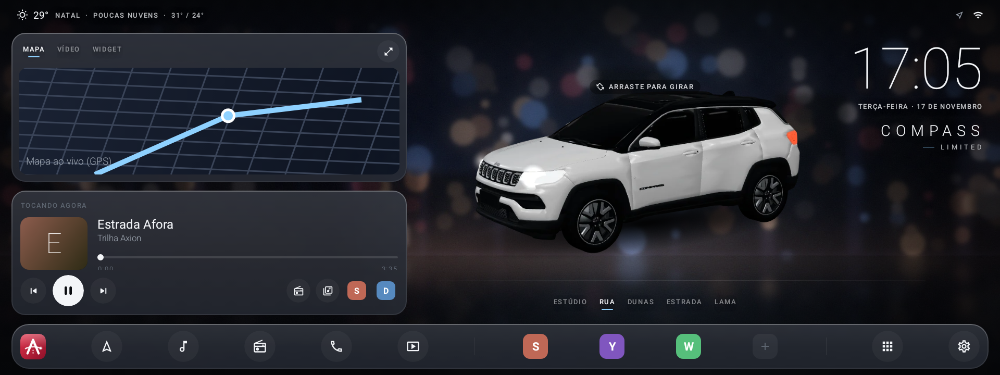 29° NATAL · POUCAS NUVENS · 31° / 24°
MAPA VÍDEO WIDGET
Mapa ao vivo (GPS)
ARRASTE PARA GIRAR
17:05
TERÇA-FEIRA · 17 DE NOVEMBRO
COMPASS
LIMITED
TOCANDO AGORA
E
Estrada Afora
Trilha Axion
S D
ESTÚDIO RUA DUNAS ESTRADA LAMA
S Y W +